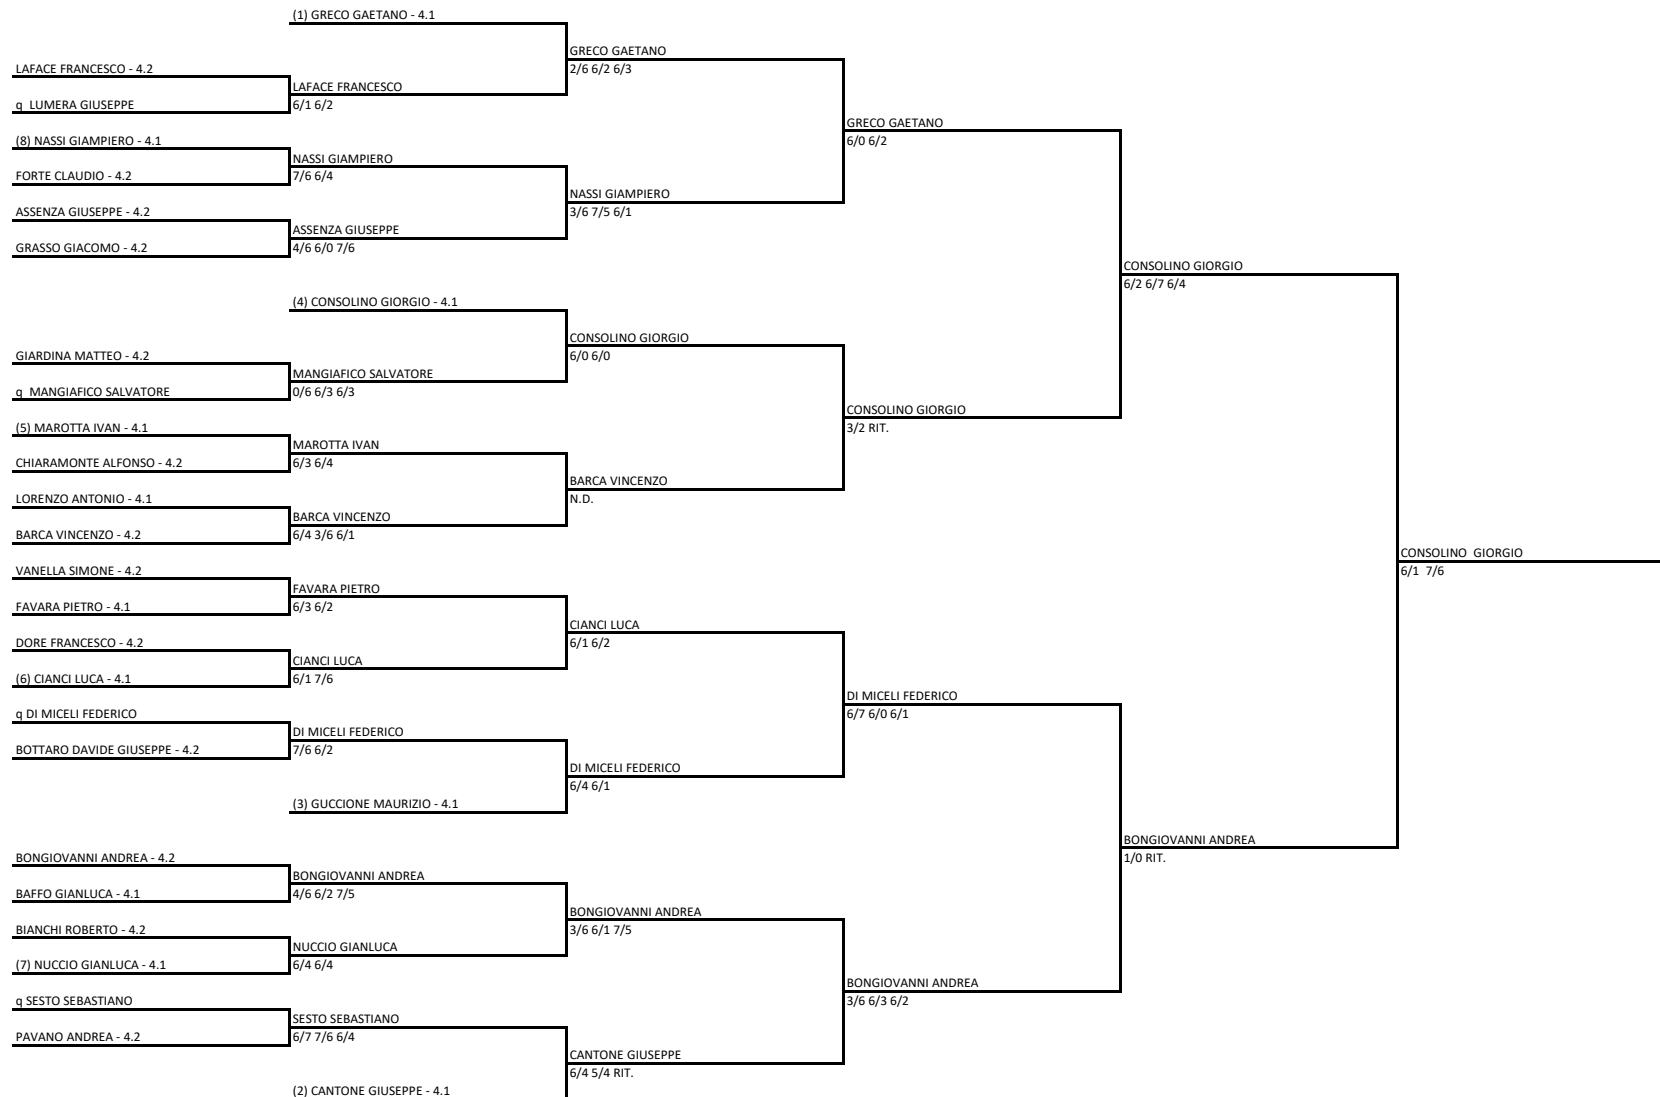 (1) GRECO GAETANO - 4.1
GRECO GAETANO
2/6 6/2 6/3
LAFACE FRANCESCO - 4.2
LAFACE FRANCESCO
6/1 6/2
q  LUMERA GIUSEPPE
GRECO GAETANO
6/0 6/2
(8) NASSI GIAMPIERO - 4.1
NASSI GIAMPIERO
7/6 6/4
FORTE CLAUDIO - 4.2
NASSI GIAMPIERO
3/6 7/5 6/1
ASSENZA GIUSEPPE - 4.2
ASSENZA GIUSEPPE
4/6 6/0 7/6
GRASSO GIACOMO - 4.2
CONSOLINO GIORGIO
6/2 6/7 6/4
(4) CONSOLINO GIORGIO - 4.1
CONSOLINO GIORGIO
6/0 6/0
GIARDINA MATTEO - 4.2
MANGIAFICO SALVATORE
0/6 6/3 6/3
q  MANGIAFICO SALVATORE
CONSOLINO GIORGIO
3/2 RIT.
(5) MAROTTA IVAN - 4.1
MAROTTA IVAN
6/3 6/4
CHIARAMONTE ALFONSO - 4.2
BARCA VINCENZO
N.D.
LORENZO ANTONIO - 4.1
BARCA VINCENZO
6/4 3/6 6/1
BARCA VINCENZO - 4.2
CONSOLINO  GIORGIO
6/1  7/6
VANELLA SIMONE - 4.2
FAVARA PIETRO
6/3 6/2
FAVARA PIETRO - 4.1
CIANCI LUCA
6/1 6/2
DORE FRANCESCO - 4.2
CIANCI LUCA
6/1 7/6
(6) CIANCI LUCA - 4.1
DI MICELI FEDERICO
6/7 6/0 6/1
q DI MICELI FEDERICO
DI MICELI FEDERICO
7/6 6/2
BOTTARO DAVIDE GIUSEPPE - 4.2
DI MICELI FEDERICO
6/4 6/1
(3) GUCCIONE MAURIZIO - 4.1
BONGIOVANNI ANDREA
1/0 RIT.
BONGIOVANNI ANDREA - 4.2
BONGIOVANNI ANDREA
4/6 6/2 7/5
BAFFO GIANLUCA - 4.1
BONGIOVANNI ANDREA
3/6 6/1 7/5
BIANCHI ROBERTO - 4.2
NUCCIO GIANLUCA
6/4 6/4
(7) NUCCIO GIANLUCA - 4.1
BONGIOVANNI ANDREA
3/6 6/3 6/2
q SESTO SEBASTIANO
SESTO SEBASTIANO
6/7 7/6 6/4
PAVANO ANDREA - 4.2
CANTONE GIUSEPPE
6/4 5/4 RIT.
(2) CANTONE GIUSEPPE - 4.1